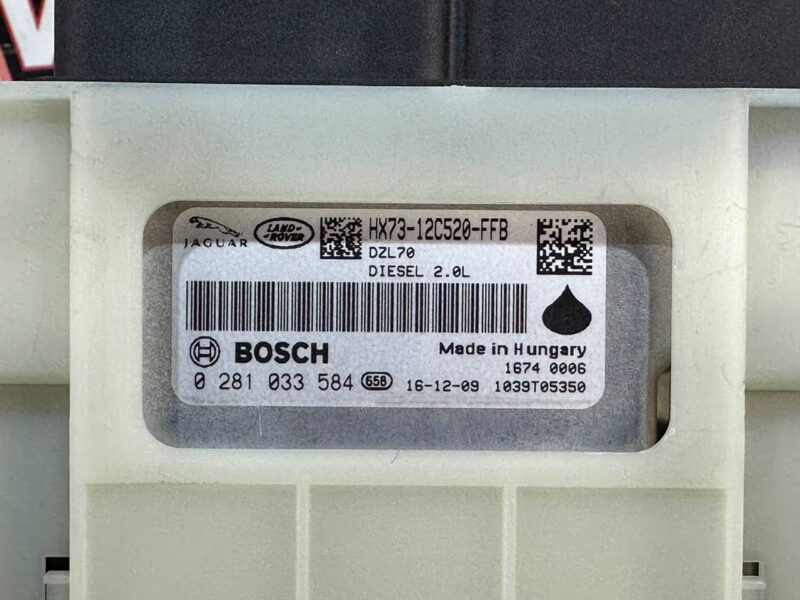 JAGUAR
LAND-
ROVER
HX73-12C520-FFB
DZL70
DIESEL 2.0L
BOSCH
Made in Hungary
1674 0006
0 281 033 584 658 16-12-09 1039T05350